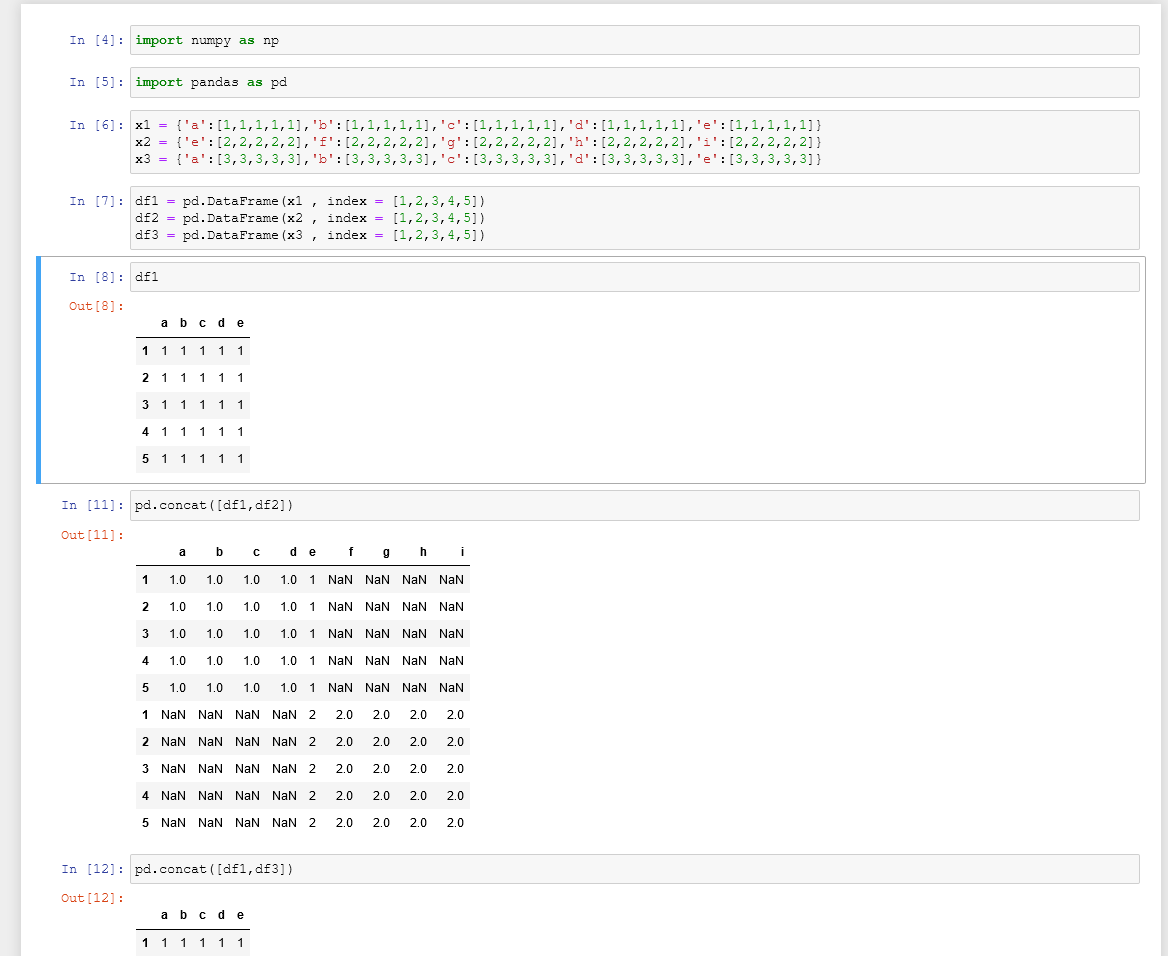 In [4]: import numpy as np
In [5]: import pandas as pd
In [6]: x1 = {'a':[1,1,1,1,1],'b':[1,1,1,1,1],'c':[1,1,1,1,1],'d':[1,1,1,1,1],'e':[1,1,1,1,1]}
x2 = {'e':[2,2,2,2,2],'f':[2,2,2,2,2],'g':[2,2,2,2,2],'h':[2,2,2,2,2],'i':[2,2,2,2,2]}
x3 = {'a':[3,3,3,3,3],'b':[3,3,3,3,3],'c':[3,3,3,3,3],'d':[3,3,3,3,3],'e':[3,3,3,3,3]}
In [7]: df1 = pd.DataFrame(x1 , index = [1,2,3,4,5])
df2 = pd.DataFrame(x2 , index = [1,2,3,4,5])
df3 = pd.DataFrame(x3 , index = [1,2,3,4,5])
In [8]: df1
Out[8]:
a b c d e
1 1 1 1 1 1
2 1 1 1 1 1
3 1 1 1 1 1
4 1 1 1 1 1
5 1 1 1 1 1
In [11]: pd.concat([df1,df2])
Out[11]:
a b c d e f g h i
1 1.0 1.0 1.0 1.0 1 NaN NaN NaN NaN
2 1.0 1.0 1.0 1.0 1 NaN NaN NaN NaN
3 1.0 1.0 1.0 1.0 1 NaN NaN NaN NaN
4 1.0 1.0 1.0 1.0 1 NaN NaN NaN NaN
5 1.0 1.0 1.0 1.0 1 NaN NaN NaN NaN
1 NaN NaN NaN NaN 2 2.0 2.0 2.0 2.0
2 NaN NaN NaN NaN 2 2.0 2.0 2.0 2.0
3 NaN NaN NaN NaN 2 2.0 2.0 2.0 2.0
4 NaN NaN NaN NaN 2 2.0 2.0 2.0 2.0
5 NaN NaN NaN NaN 2 2.0 2.0 2.0 2.0
In [12]: pd.concat([df1,df3])
Out[12]:
a b c d e
1 1 1 1 1 1